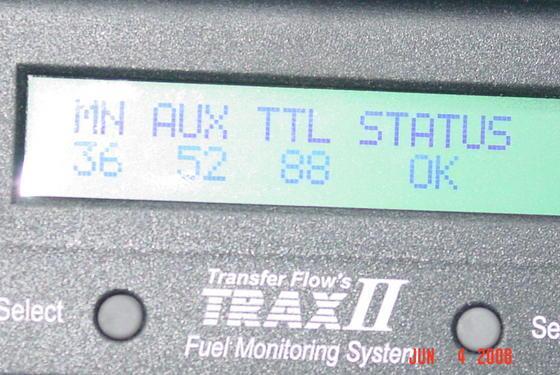 MN AUX TTL STATUS
36 52 88 OK
Transfer Flow's
TRAX II
Select
Fuel Monitoring System
JUN 4 2008